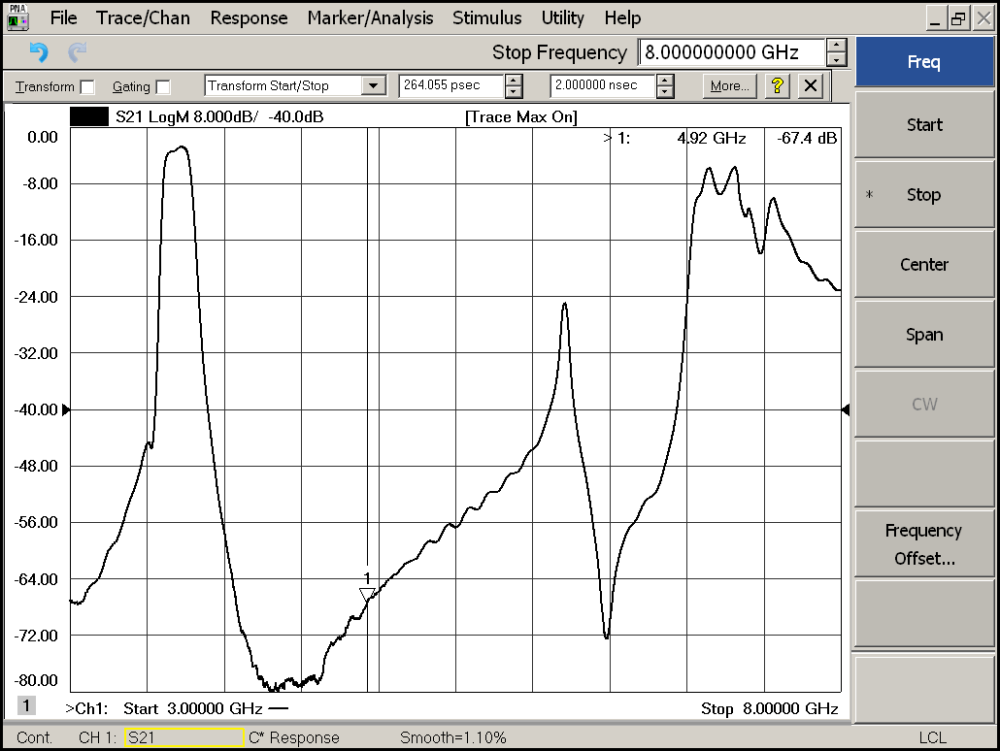 PNA File Trace/Chan Response Marker/Analysis Stimulus Utility Help
Stop Frequency 8.000000000 GHz
Transform Gating Transform Start/Stop 264.055 psec 2.000000 nsec More... ?
S21 LogM 8.000dB/ -40.0dB [Trace Max On]
> 1: 4.92 GHz -67.4 dB
0.00
-8.00
-16.00
-24.00
-32.00
-40.00
-48.00
-56.00
-64.00
-72.00
-80.00
1
1
>Ch1: Start 3.00000 GHz Stop 8.00000 GHz
Freq
Start
* Stop
Center
Span
CW
Frequency
Offset...
Cont. CH 1: S21 C* Response Smooth=1.10% LCL